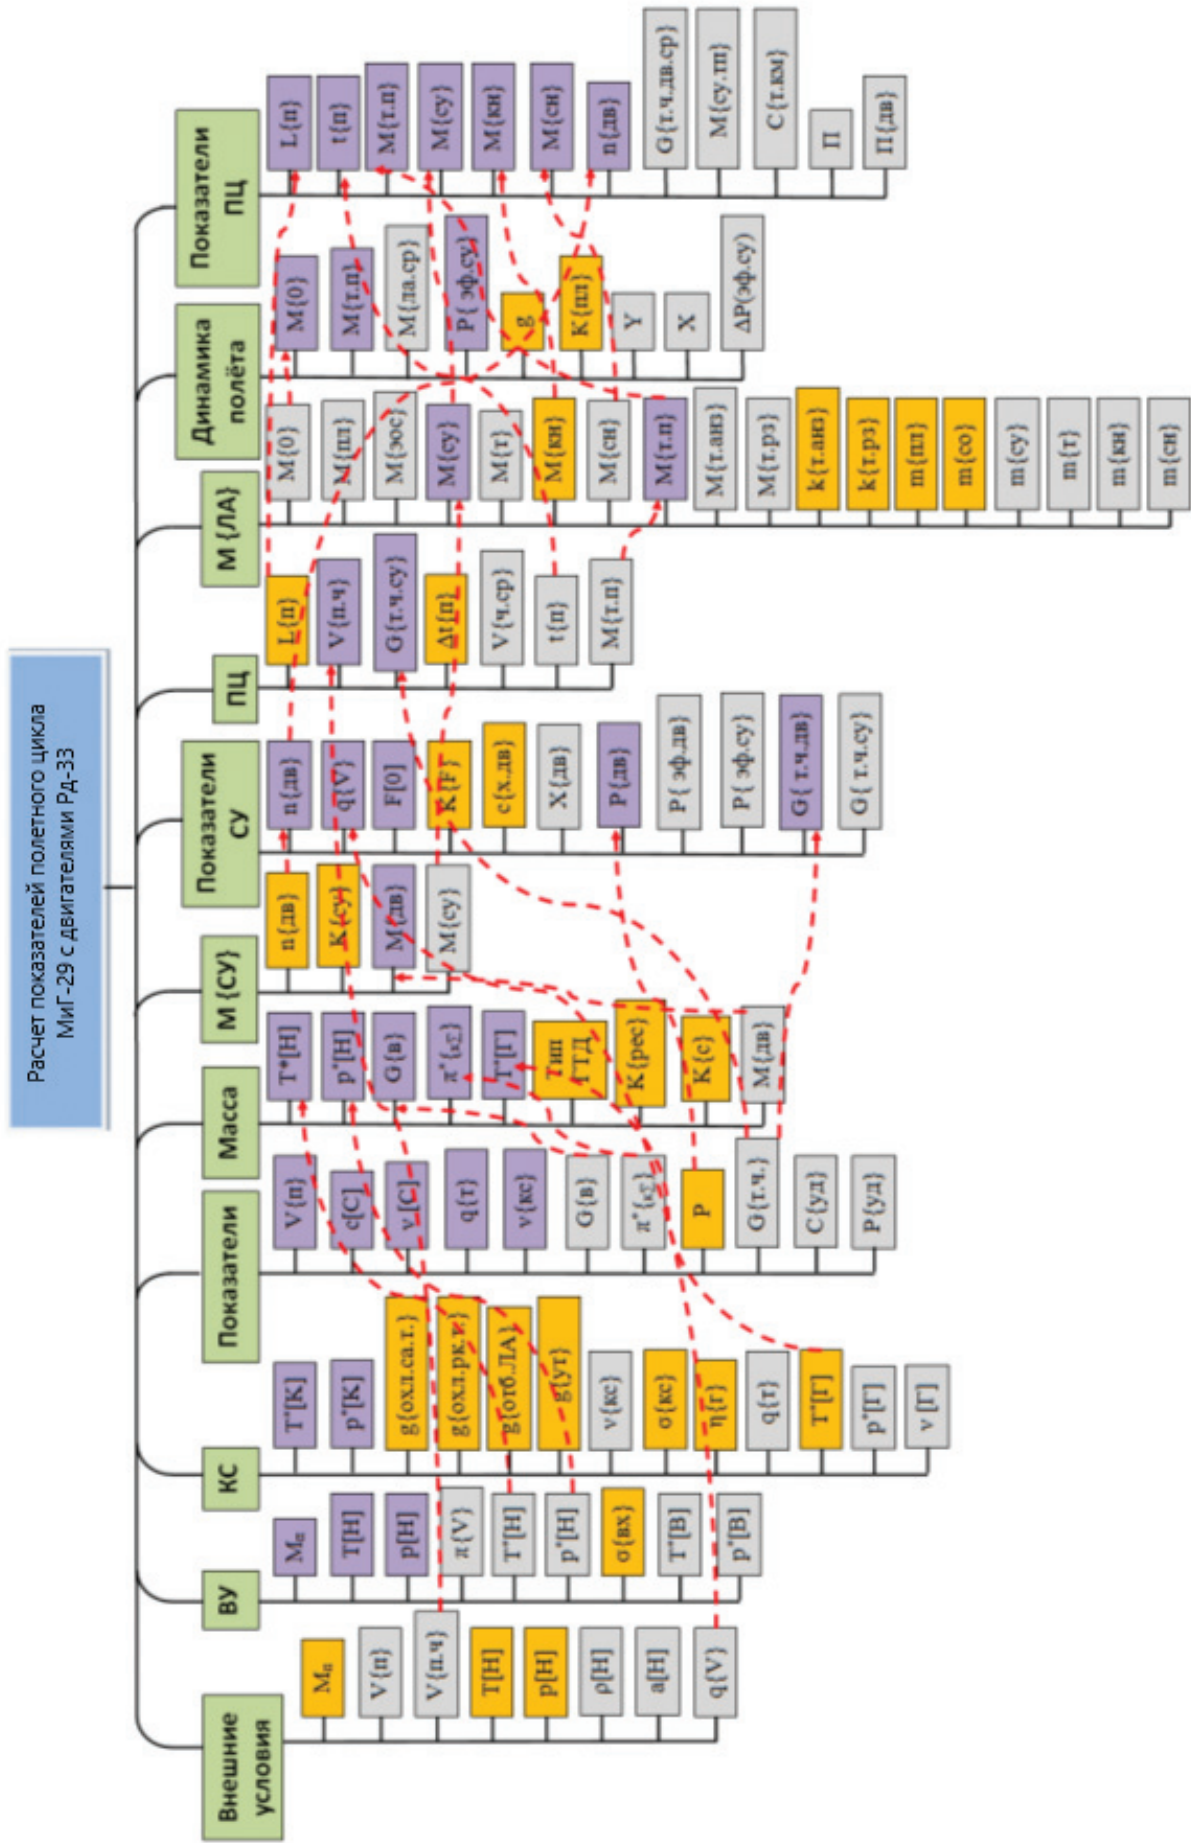 Расчет показателей полетного цикла
МиГ-29 с двигателями Рд-33
Внешние
условия
Mп
V{п}
V{п.ч}
T[H]
p[H]
ρ[H]
a[H]
q{V}
ВУ
Mп
T[H]
p[H]
π{V}
T*[H]
p*[H]
σ{вх}
T*[B]
p*[B]
КС
T*[K]
p*[K]
g{охл.са.т.}
g{охл.рк.т.}
g{отб.ЛА}
g{ут}
ν{кс}
σ{кс}
η{г}
q{т}
T*[Г]
p*[Г]
ν[Г]
Показатели
V{п}
c[C]
ν[C]
q{т}
ν{кс}
G{в}
π*{кΣ}
P
G{т.ч.}
C{уд}
P{уд}
Масса
T*[H]
p*[H]
G{в}
π*{кΣ}
T*[Г]
Тип
ГТД
К{рес}
К{с}
М{дв}
М {СУ}
n{дв}
К{су}
М{дв}
М{су}
Показатели
СУ
n{дв}
q{V}
F[0]
К{F}
c{х.дв}
X{дв}
P{дв}
P{эф.дв}
P{эф.су}
G{т.ч.дв}
G{т.ч.су}
ПЦ
L{п}
V{п.ч}
G{т.ч.су}
Δt{п}
V{ч.ср}
t{п}
М{т.п}
М {ЛА}
М{0}
М{пл}
М{эос}
М{су}
М{т}
М{кн}
М{сн}
М{т.п}
М{т.анз}
М{т.рз}
k{т.анз}
k{т.рз}
m{пл}
m{со}
m{су}
m{т}
m{кн}
m{сн}
Динамика
полёта
М{0}
М{т.п}
М{ла.ср}
P{эф.су}
g
К{пл}
Y
X
ΔP(эф.су}
Показатели
ПЦ
L{п}
t{п}
М{т.п}
М{су}
М{кн}
М{сн}
n{дв}
G{т.ч.дв.ср}
М{су.тп}
С{т.км}
П
П{дв}